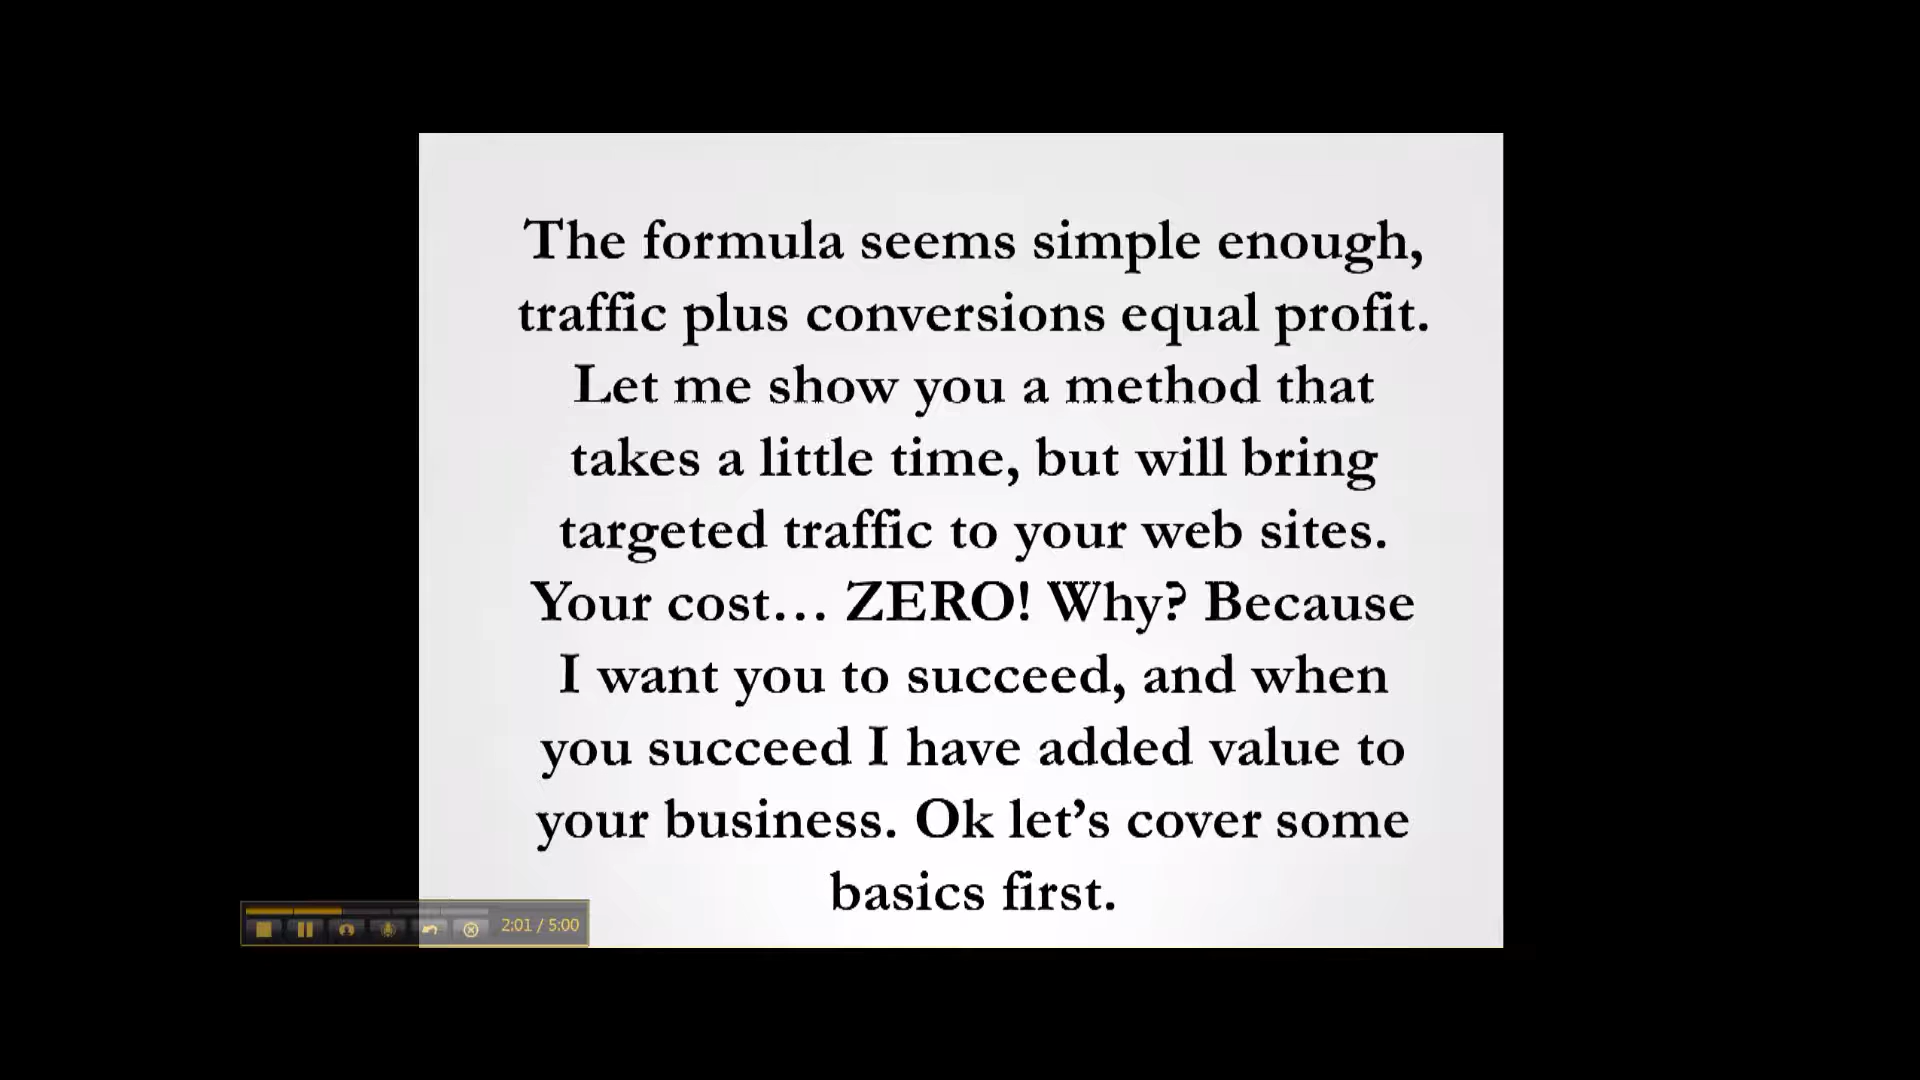 The formula seems simple enough,
traffic plus conversions equal profit.
Let me show you a method that
takes a little time, but will bring
targeted traffic to your web sites.
Your cost… ZERO! Why? Because
I want you to succeed, and when
you succeed I have added value to
your business. Ok let’s cover some
basics first.
2:01 / 5:00